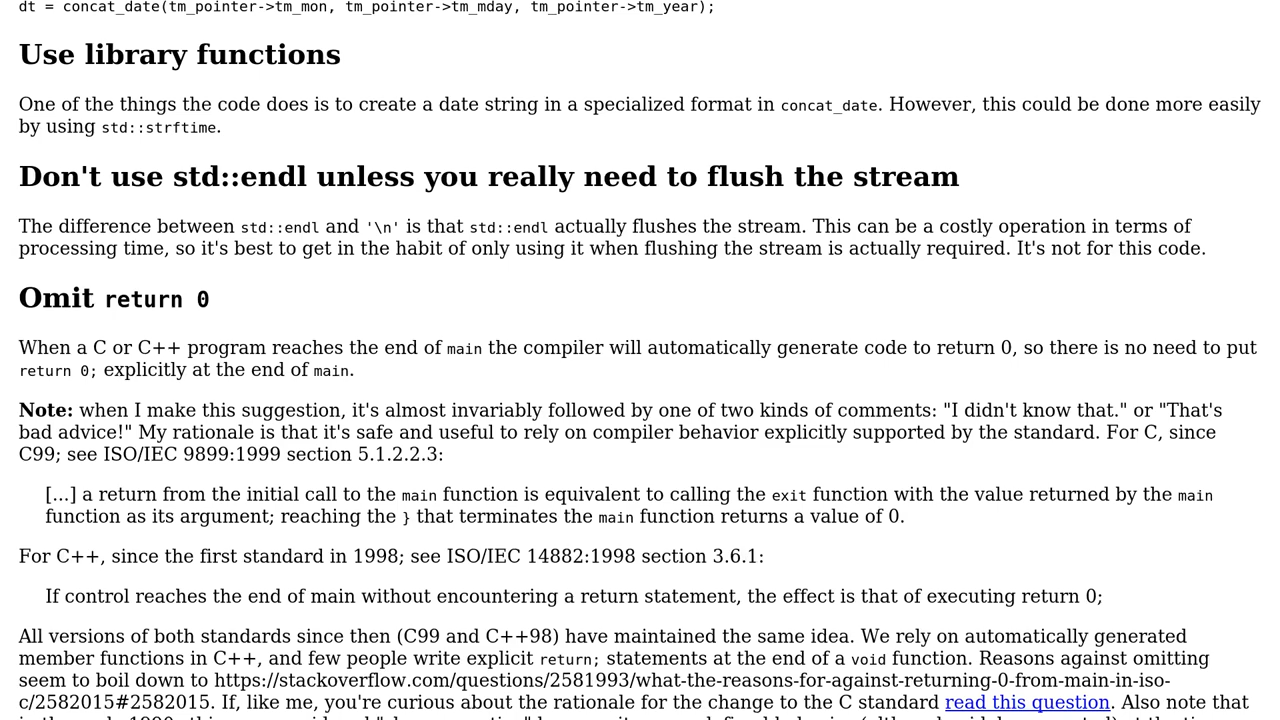 dt = concat_date(tm_pointer->tm_mon, tm_pointer->tm_mday, tm_pointer->tm_year);
Use library functions
One of the things the code does is to create a date string in a specialized format in concat_date. However, this could be done more easily
by using std::strftime.
Don't use std::endl unless you really need to flush the stream
The difference between std::endl and '\n' is that std::endl actually flushes the stream. This can be a costly operation in terms of
processing time, so it's best to get in the habit of only using it when flushing the stream is actually required. It's not for this code.
Omit return 0
When a C or C++ program reaches the end of main the compiler will automatically generate code to return 0, so there is no need to put
return 0; explicitly at the end of main.
Note: when I make this suggestion, it's almost invariably followed by one of two kinds of comments: "I didn't know that." or "That's
bad advice!" My rationale is that it's safe and useful to rely on compiler behavior explicitly supported by the standard. For C, since
C99; see ISO/IEC 9899:1999 section 5.1.2.2.3:
[...] a return from the initial call to the main function is equivalent to calling the exit function with the value returned by the main
function as its argument; reaching the } that terminates the main function returns a value of 0.
For C++, since the first standard in 1998; see ISO/IEC 14882:1998 section 3.6.1:
If control reaches the end of main without encountering a return statement, the effect is that of executing return 0;
All versions of both standards since then (C99 and C++98) have maintained the same idea. We rely on automatically generated
member functions in C++, and few people write explicit return; statements at the end of a void function. Reasons against omitting
seem to boil down to https://stackoverflow.com/questions/2581993/what-the-reasons-for-against-returning-0-from-main-in-iso-
c/2582015#2582015. If, like me, you're curious about the rationale for the change to the C standard read this question. Also note that